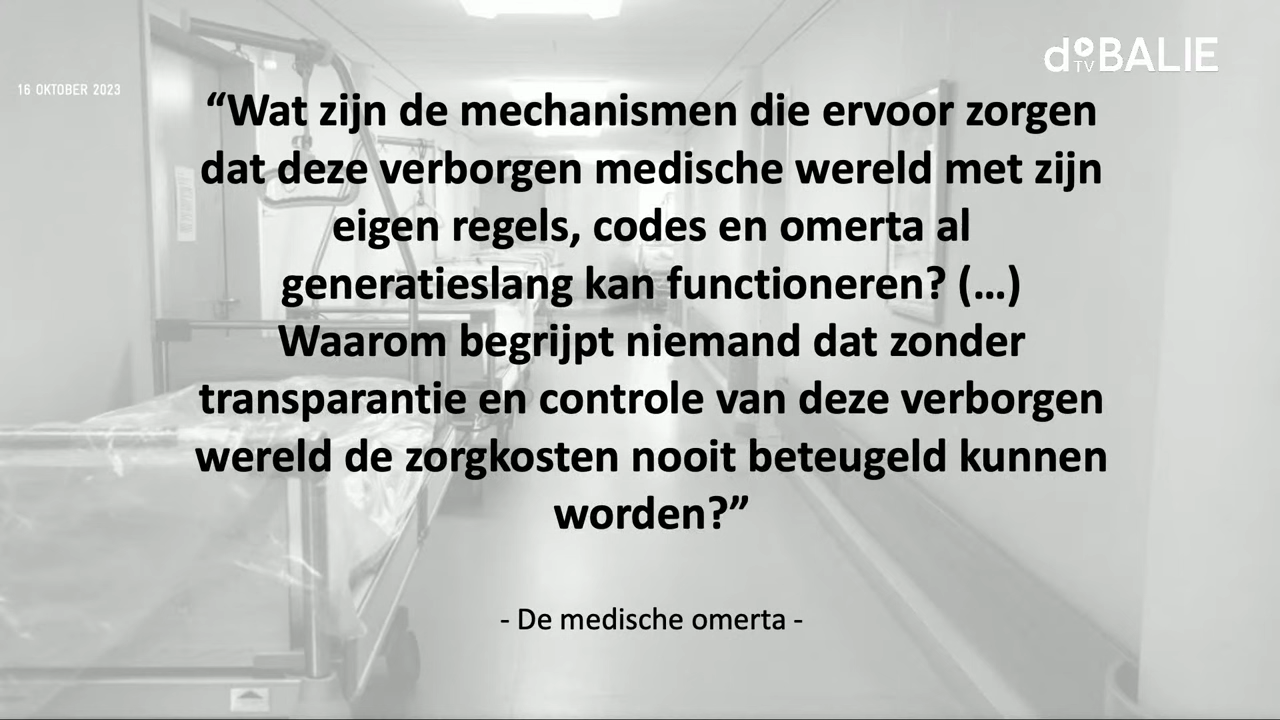 16 OKTOBER 2023
de BALIE
TV
“Wat zijn de mechanismen die ervoor zorgen
dat deze verborgen medische wereld met zijn
eigen regels, codes en omerta al
generatieslang kan functioneren? (…)
Waarom begrijpt niemand dat zonder
transparantie en controle van deze verborgen
wereld de zorgkosten nooit beteugeld kunnen
worden?”
- De medische omerta -